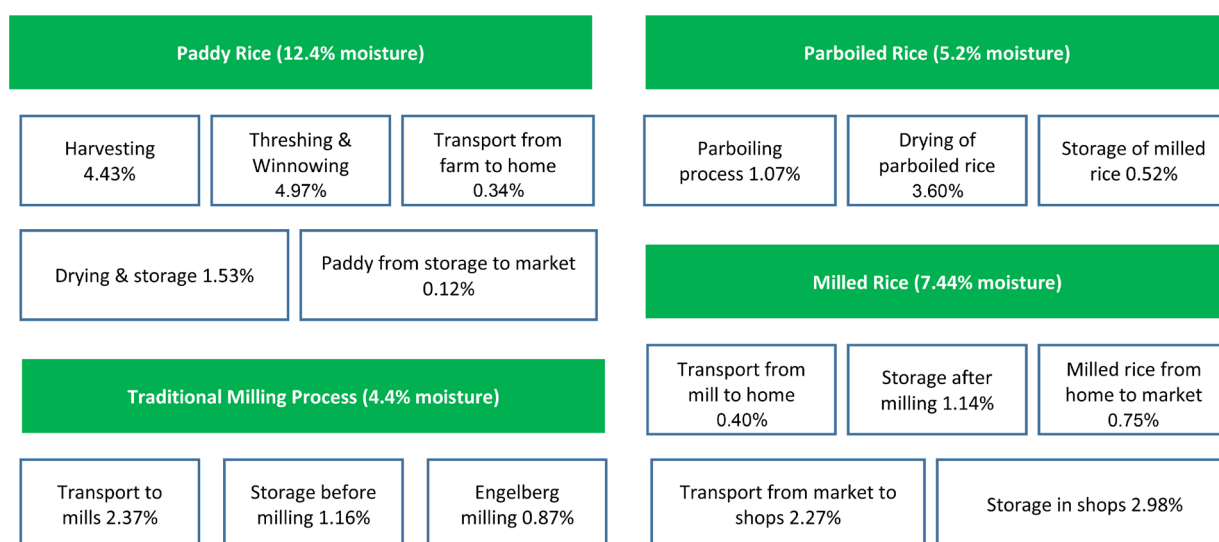 Paddy Rice (12.4% moisture)
Harvesting
4.43%
Threshing &
Winnowing
4.97%
Transport from
farm to home
0.34%
Drying & storage 1.53%
Paddy from storage to market
0.12%
Traditional Milling Process (4.4% moisture)
Transport to
mills 2.37%
Storage before
milling 1.16%
Engelberg
milling 0.87%
Parboiled Rice (5.2% moisture)
Parboiling
process 1.07%
Drying of
parboiled rice
3.60%
Storage of milled
rice 0.52%
Milled Rice (7.44% moisture)
Transport from
mill to home
0.40%
Storage after
milling 1.14%
Milled rice from
home to market
0.75%
Transport from market to
shops 2.27%
Storage in shops 2.98%